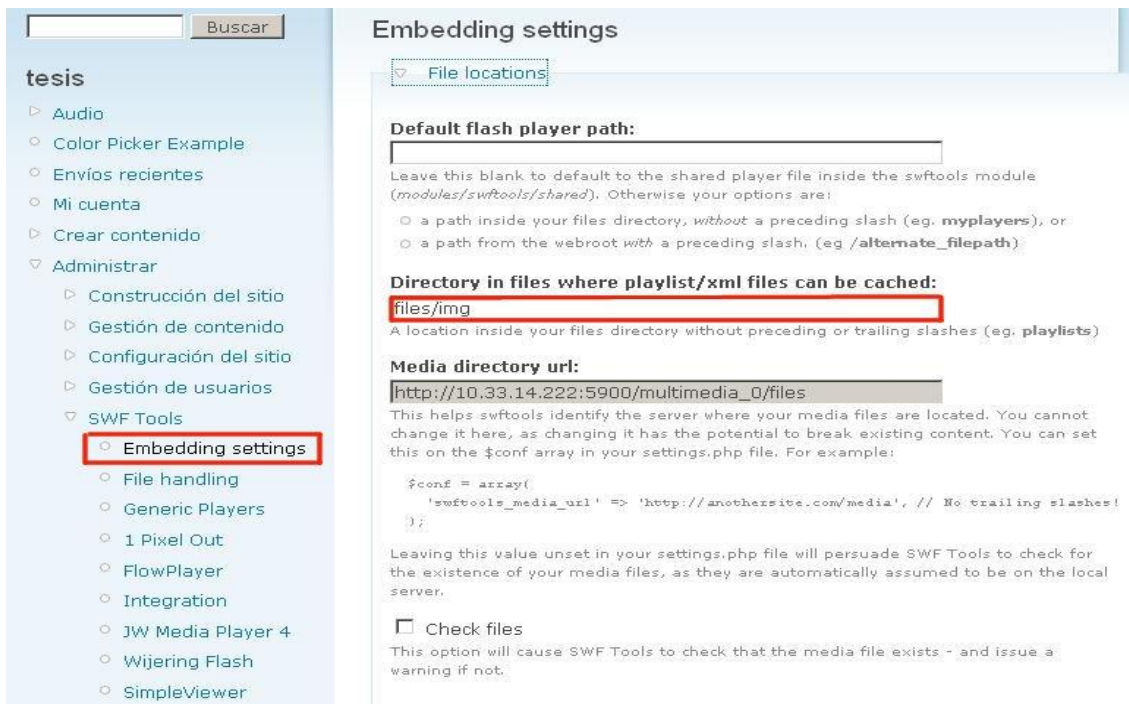 Buscar
tesis
Audio
Color Picker Example
Envíos recientes
Mi cuenta
Crear contenido
Administrar
Construcción del sitio
Gestión de contenido
Configuración del sitio
Gestión de usuarios
SWF Tools
Embedding settings
File handling
Generic Players
1 Pixel Out
FlowPlayer
Integration
JW Media Player 4
Wijering Flash
SimpleViewer
Embedding settings
File locations
Default flash player path:
Leave this blank to default to the shared player file inside the swftools module
(modules/swftools/shared). Otherwise your options are:
a path inside your files directory, without a preceding slash (eg. myplayers), or
a path from the webroot with a preceding slash. (eg /alternate_filepath)
Directory in files where playlist/xml files can be cached:
files/img
A location inside your files directory without preceding or trailing slashes (eg. playlists)
Media directory url:
http://10.33.14.222:5900/multimedia_0/files
This helps swftools identify the server where your media files are located. You cannot
change it here, as changing it has the potential to break existing content. You can set
this on the $conf array in your settings.php file. For example:
$conf = array(
'swftools_media_url' => 'http://anothersite.com/media', // No trailing slashes!
);
Leaving this value unset in your settings.php file will persuade SWF Tools to check for
the existence of your media files, as they are automatically assumed to be on the local
server.
Check files
This option will cause SWF Tools to check that the media file exists - and issue a
warning if not.